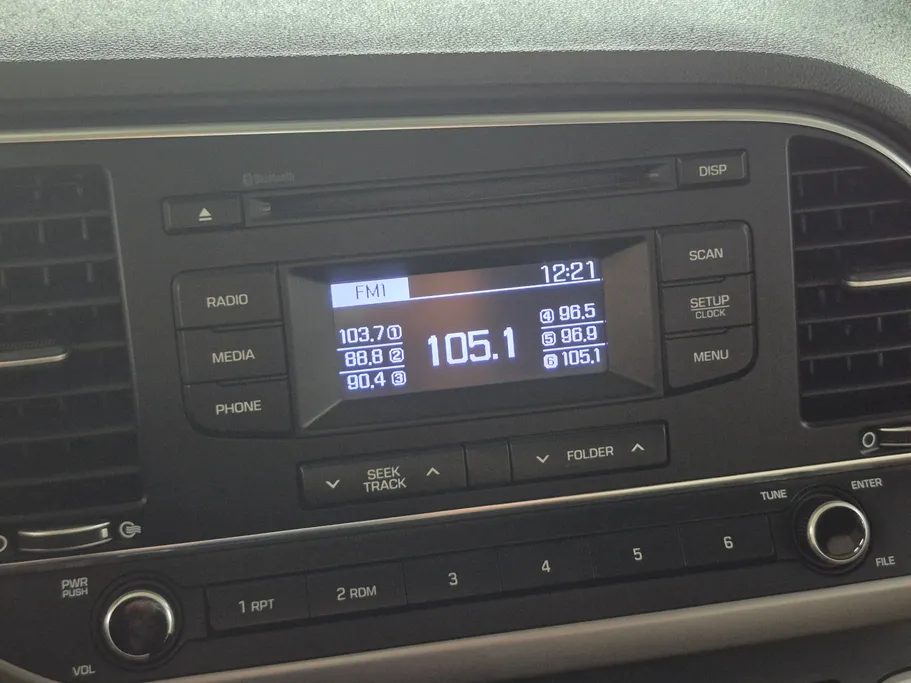 Bluetooth
DISP
SCAN
RADIO
FM1 12:21
SETUP
CLOCK
103.7 1
4 96.5
MEDIA
88.8 2
105.1
5 96.9
MENU
90.4 3
6 105.1
PHONE
SEEK
TRACK
FOLDER
TUNE
ENTER
PWR
PUSH
1 RPT
2 RDM
3
4
5
6
FILE
VOL